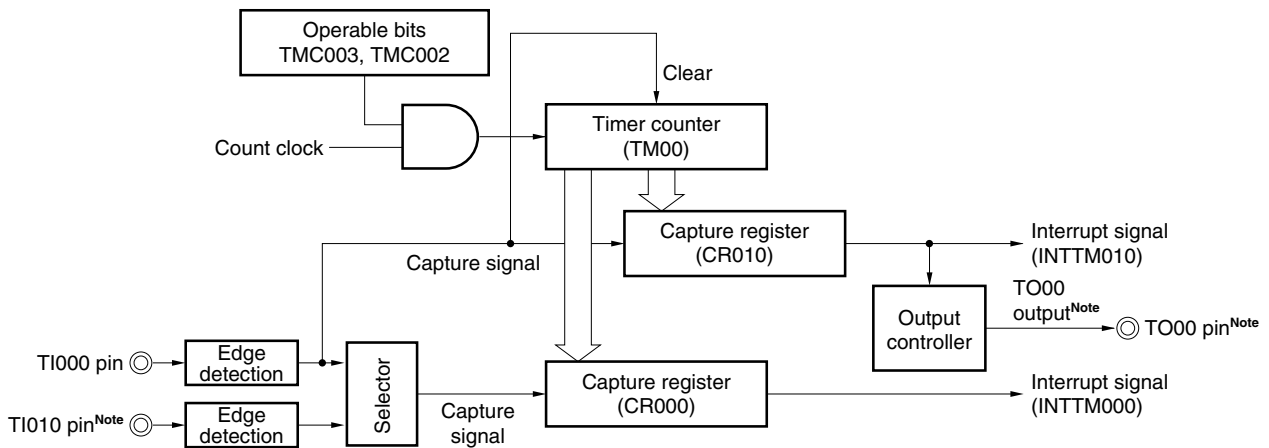 Operable bits
TMC003, TMC002
Clear
Timer counter
(TM00)
Count clock
Capture register
(CR010)
Interrupt signal
(INTTM010)
Capture signal
TO00
outputNote
Output
controller
TO00 pinNote
TI000 pin
Edge
detection
Selector
Capture register
(CR000)
Interrupt signal
(INTTM000)
TI010 pinNote
Edge
detection
Capture
signal